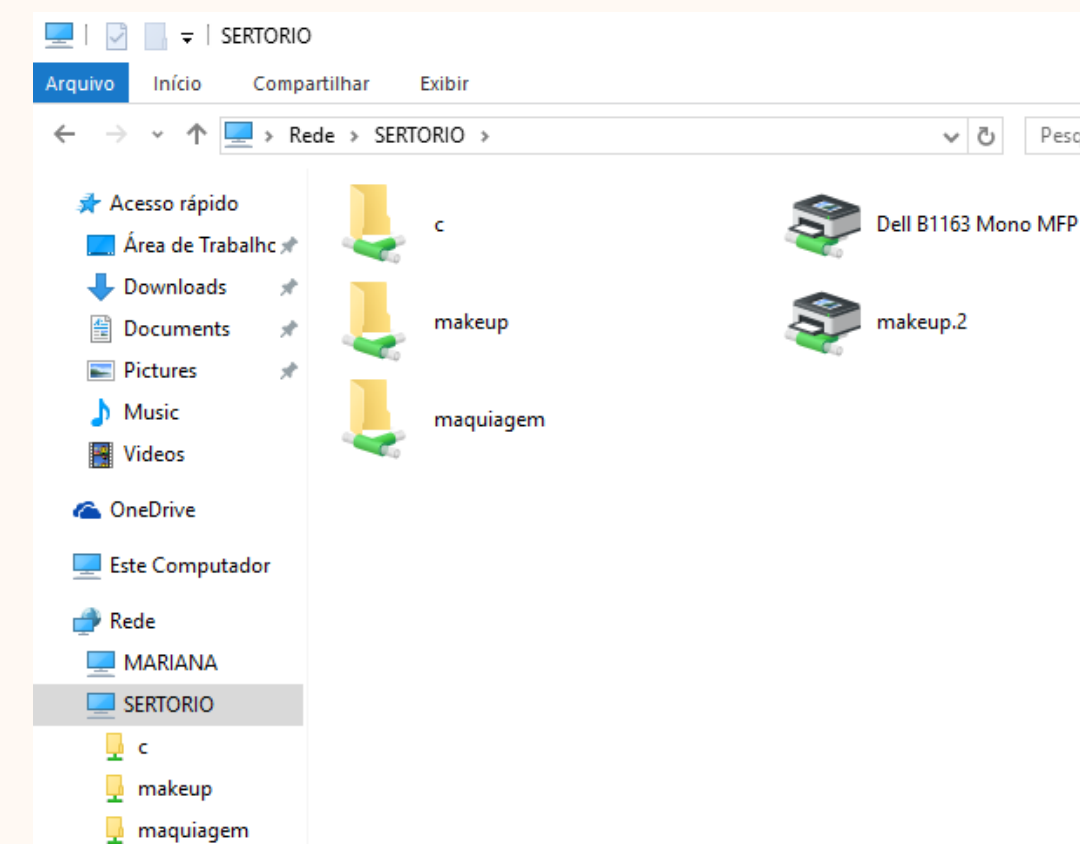 SERTORIO
Arquivo Início Compartilhar Exibir
Rede SERTORIO
Pesq
Acesso rápido
Área de Trabalhc
Downloads
Documents
Pictures
Music
Videos
OneDrive
Este Computador
Rede
MARIANA
SERTORIO
c
makeup
maquiagem
c
Dell B1163 Mono MFP
makeup
makeup.2
maquiagem